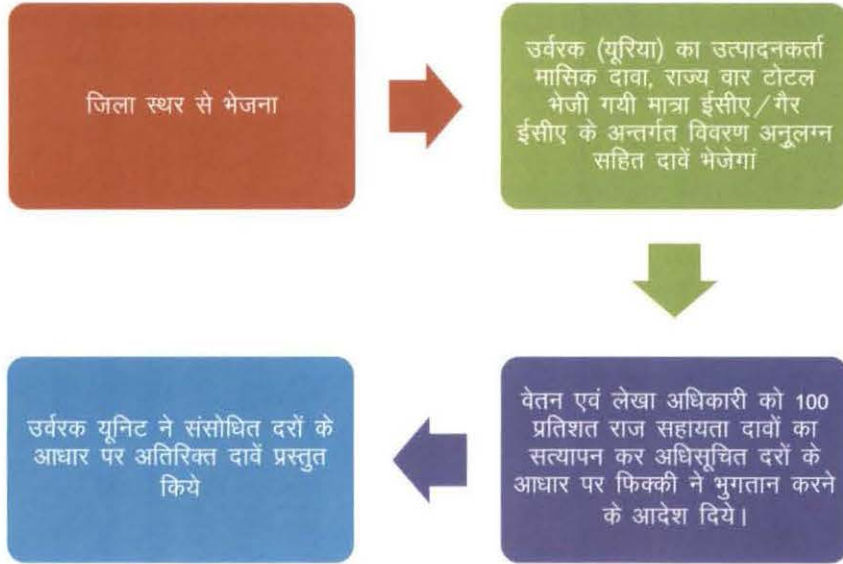 जिला स्थर से भेजना
उर्वरक (यूरिया) का उत्पादनकर्ता
मासिक दावा, राज्य वार टोटल
भेजी गयी मात्रा ईसीए/गैर
ईसीए के अन्तर्गत विवरण अनुलग्न
सहित दावें भेजेगां
वेतन एवं लेखा अधिकारी को 100
प्रतिशत राज सहायता दावों का
सत्यापन कर अधिसूचित दरों के
आधार पर फिक्की ने भुगतान करने
के आदेश दिये।
उर्वरक यूनिट ने संसोधित दरों के
आधार पर अतिरिक्त दावें प्रस्तुत
किये